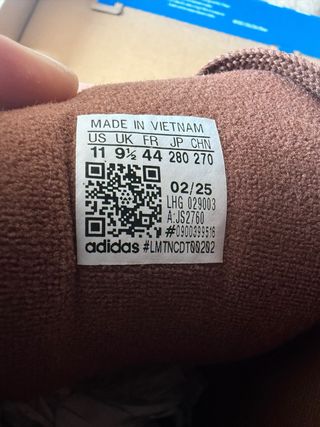 MADE IN VIETNAM
US UK FR JP CHN
11 9½ 44 280 270
02/25
LHG 029003
A:JS2760
#0900399516
adidas #LMTNCDT00202